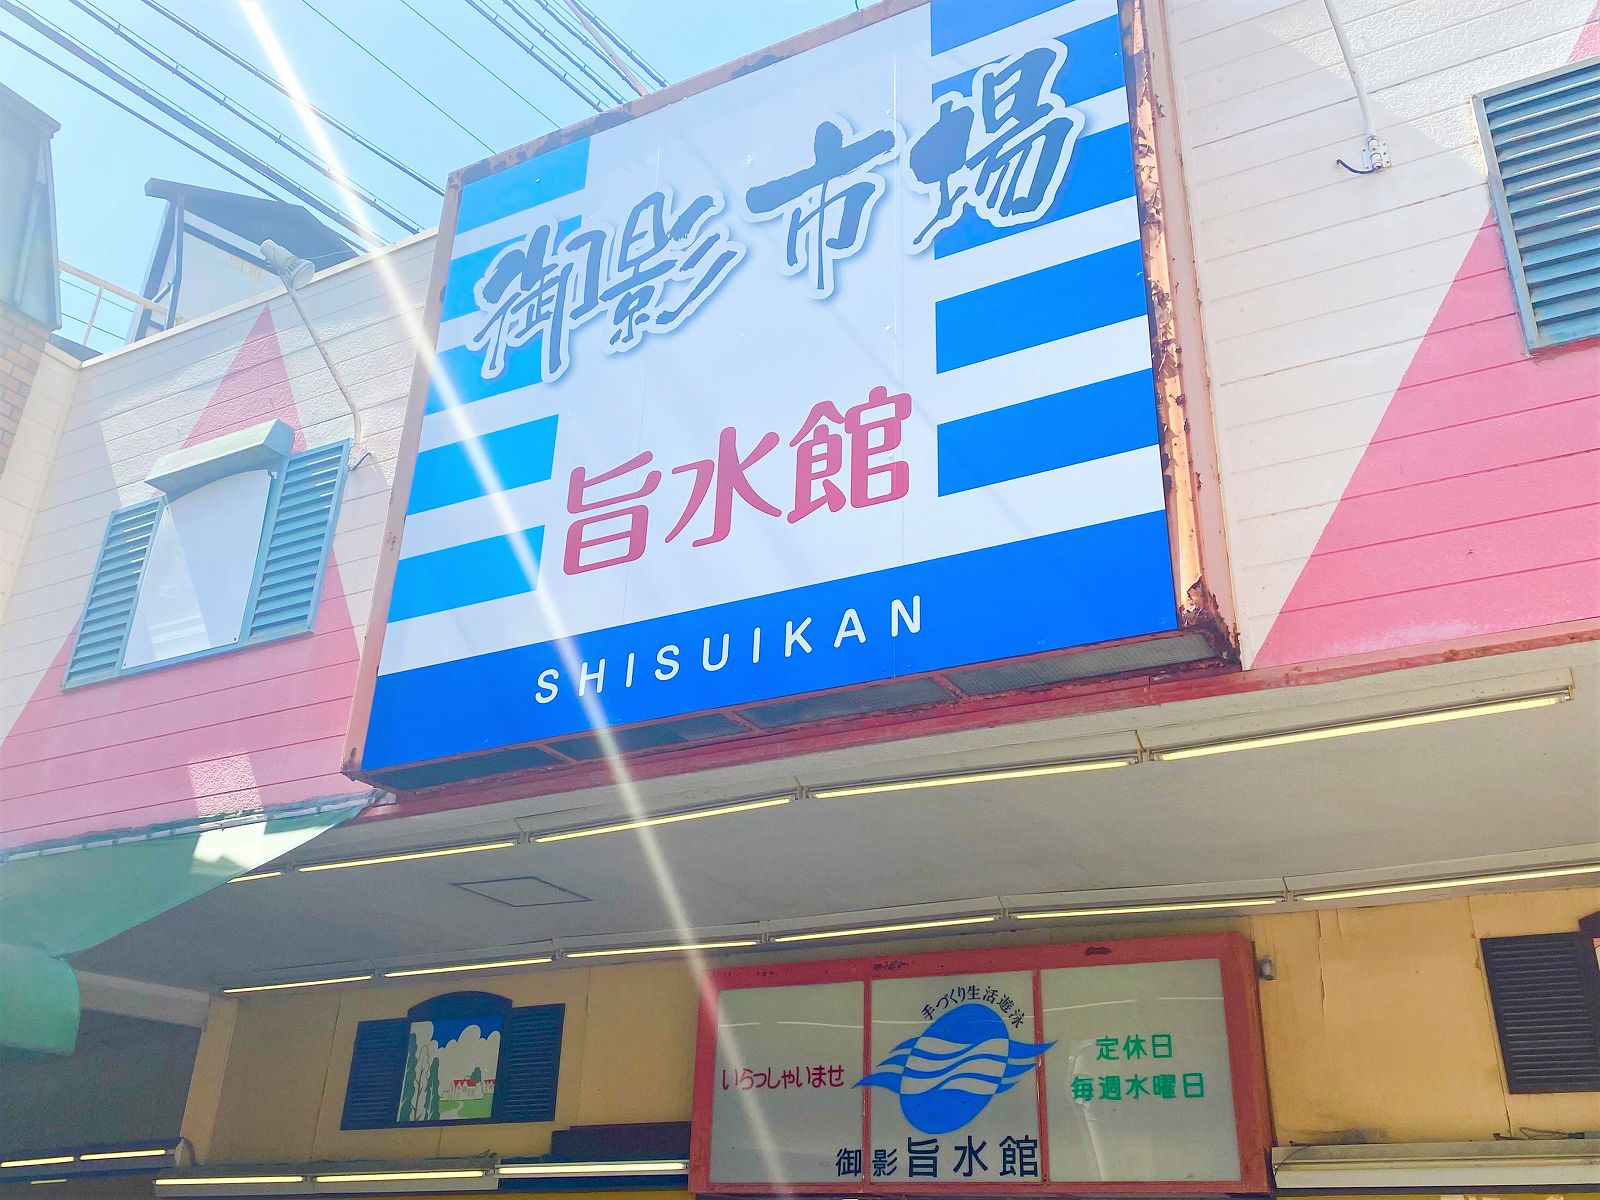 御影市場
旨水館
SHISUIKAN
手づくり生活遊泳
いらっしゃいませ
御影旨水館
定休日
毎週水曜日